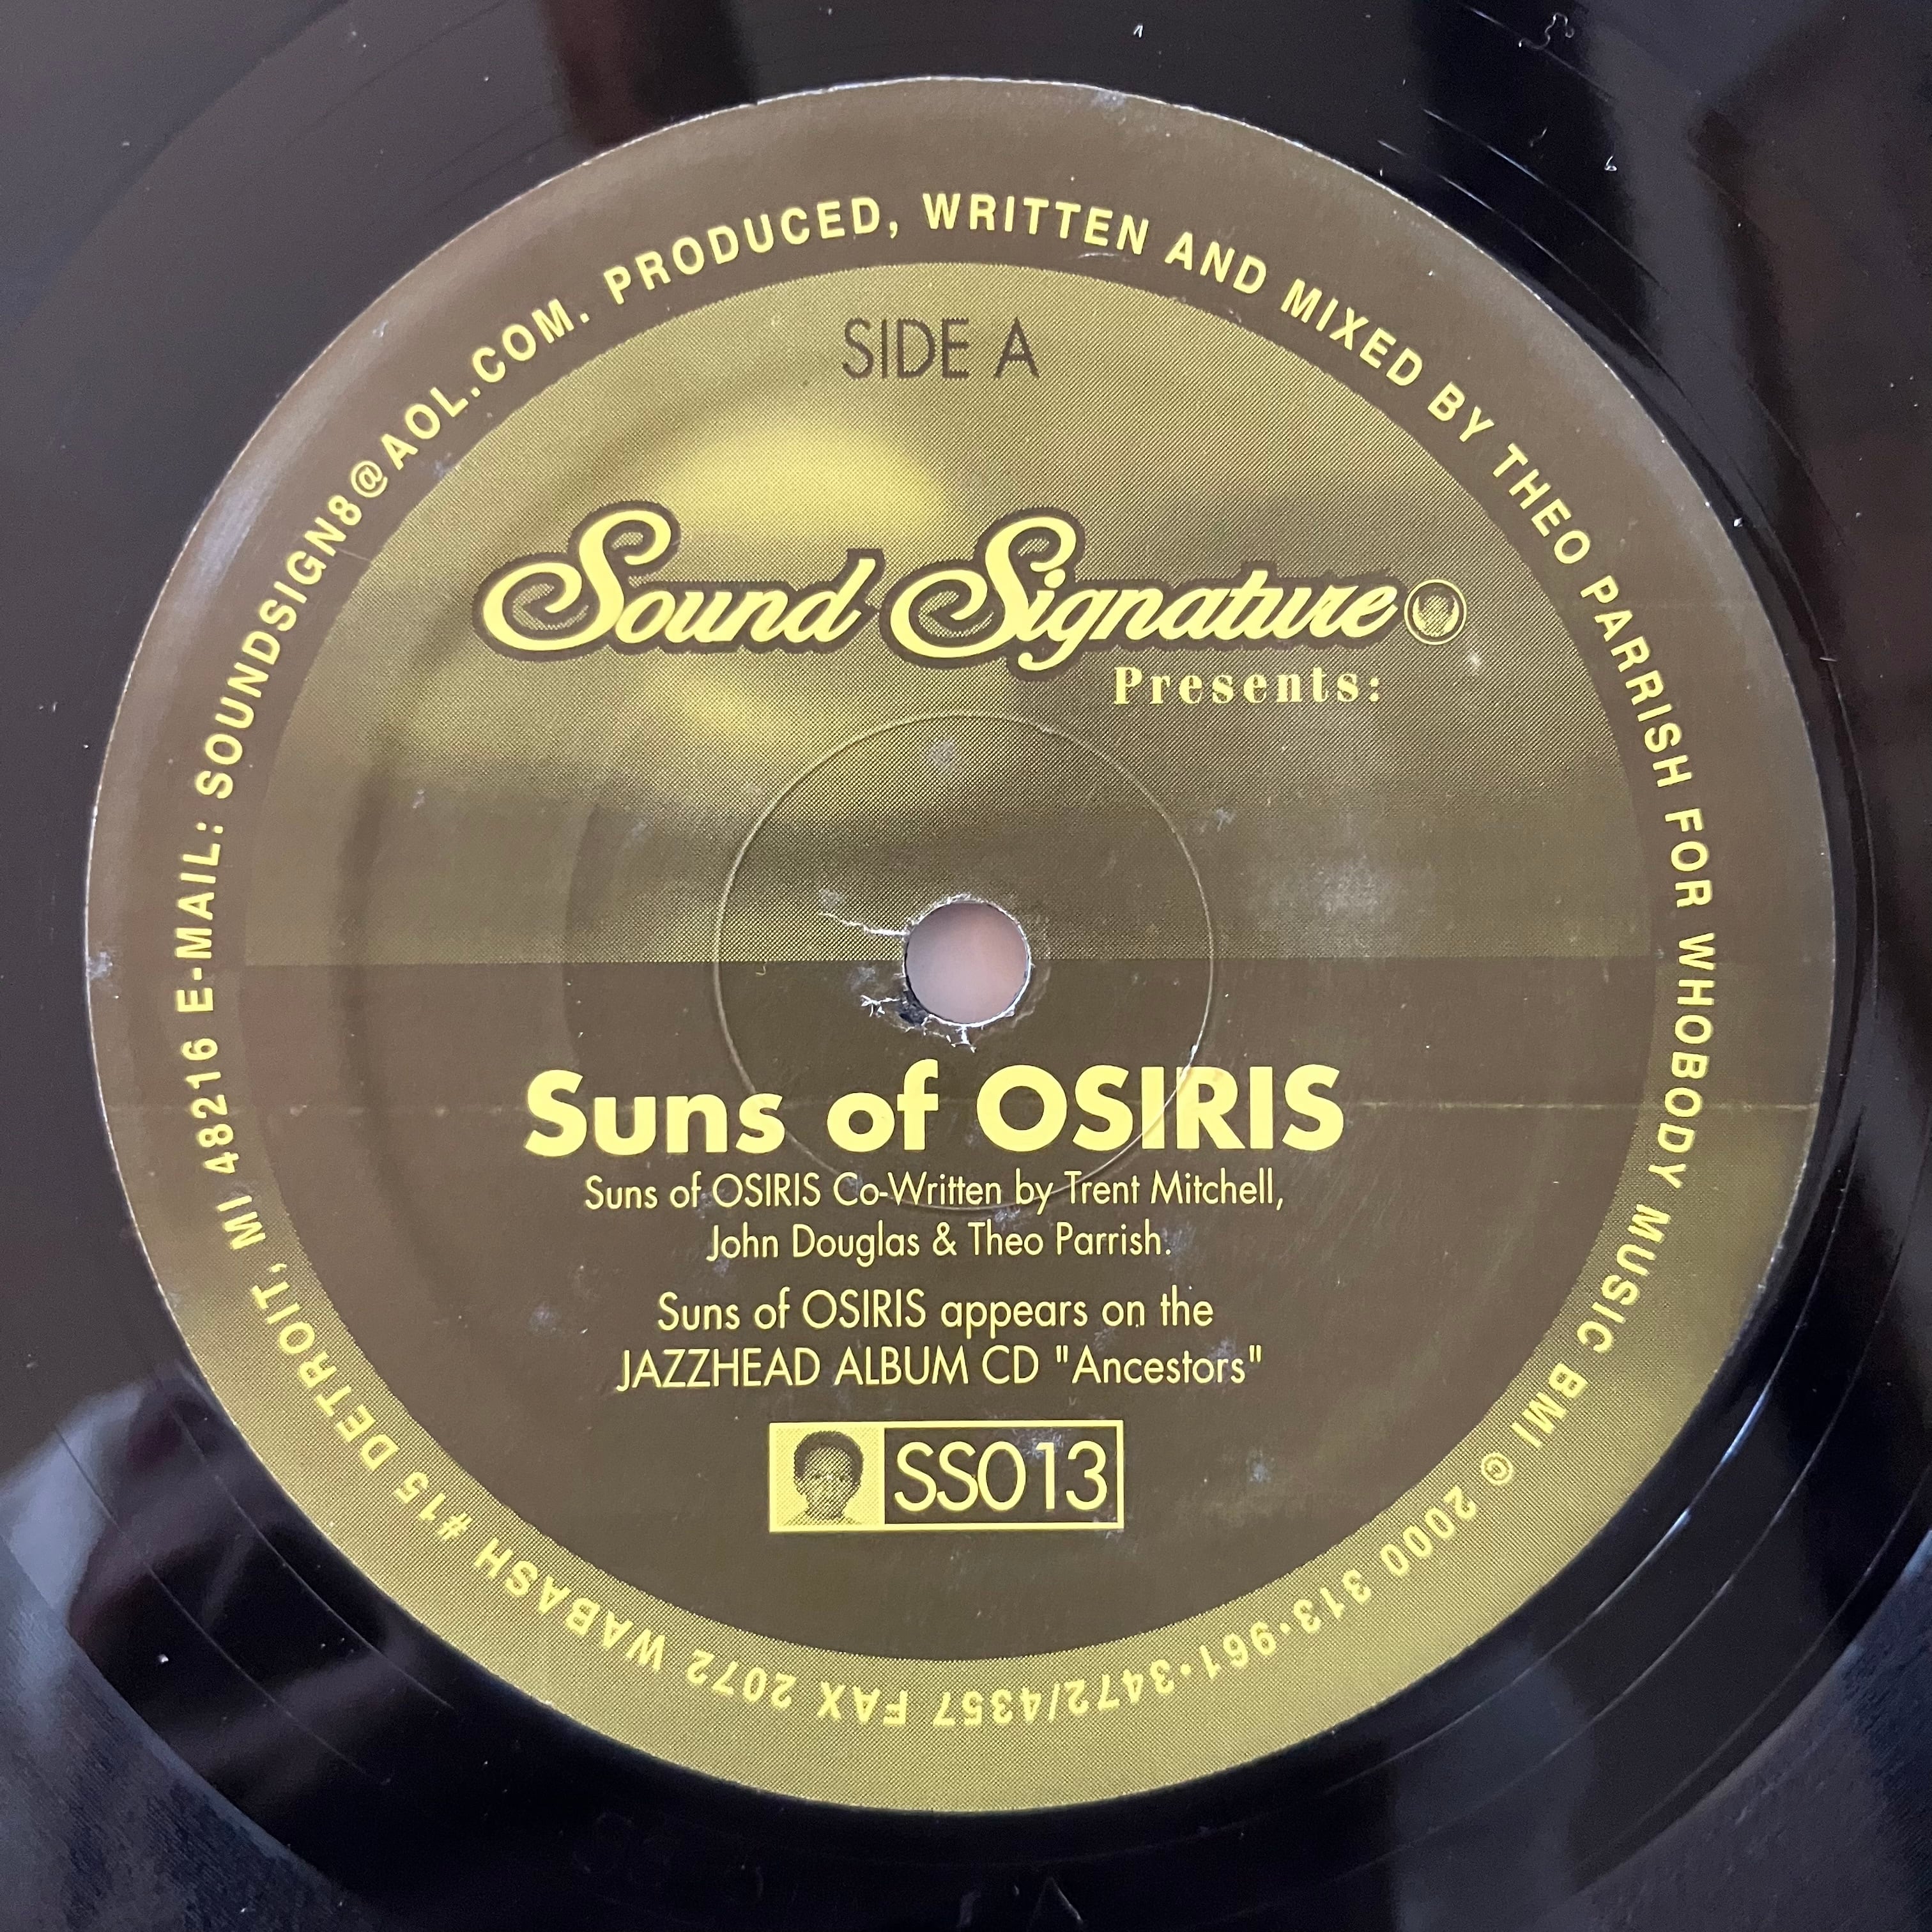 SIDE A
Sound Signature
Presents:
Suns of OSIRIS
Suns of OSIRIS Co-Written by Trent Mitchell,
John Douglas & Theo Parrish.
Suns of OSIRIS appears on the
JAZZHEAD ALBUM CD "Ancestors"
SS013
PRODUCED, WRITTEN AND MIXED BY THEO PARRISH FOR WHOBODY MUSIC BMI © 2000 313·961·3472/4357 FAX 2072 WABASH #15 DETROIT, MI 48216 E-MAIL: SOUNDSIGN8@AOL.COM.